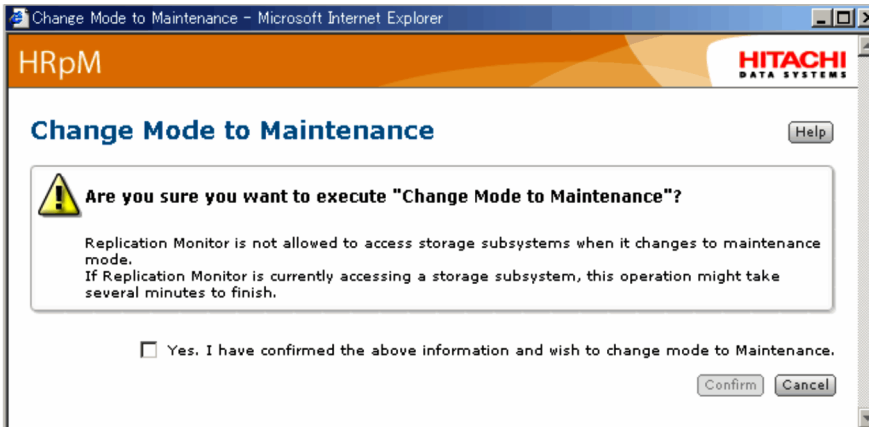 Change Mode to Maintenance - Microsoft Internet Explorer
HRpM
HITACHI
DATA SYSTEMS
Change Mode to Maintenance
Help
Are you sure you want to execute "Change Mode to Maintenance"?
Replication Monitor is not allowed to access storage subsystems when it changes to maintenance
mode.
If Replication Monitor is currently accessing a storage subsystem, this operation might take
several minutes to finish.
Yes. I have confirmed the above information and wish to change mode to Maintenance.
Confirm Cancel